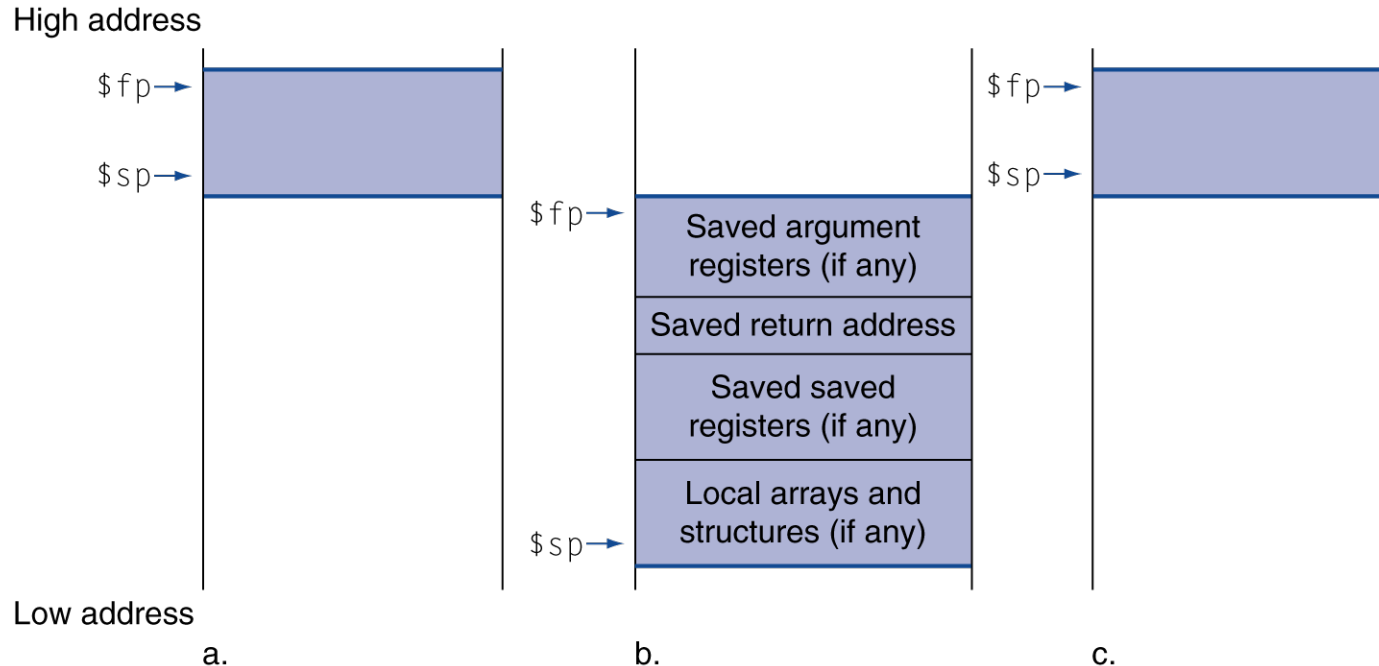 High address
$fp
$sp
$fp
Saved argument
registers (if any)
Saved return address
Saved saved
registers (if any)
Local arrays and
structures (if any)
$sp
$fp
$sp
Low address
a.
b.
c.